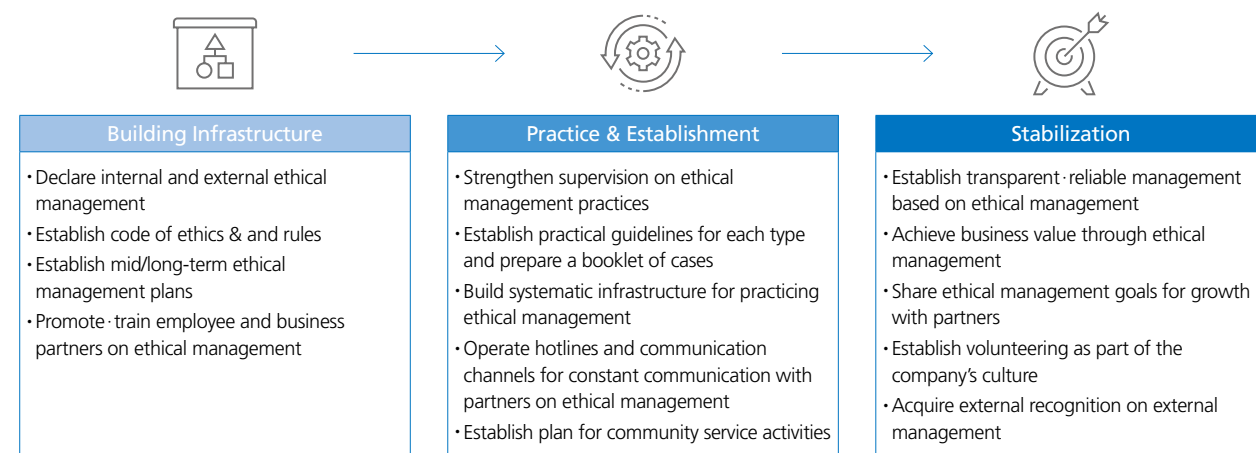 Building Infrastructure
· Declare internal and external ethical
management
· Establish code of ethics & and rules
· Establish mid/long-term ethical
management plans
· Promote · train employee and business
partners on ethical management
Practice & Establishment
· Strengthen supervision on ethical
management practices
· Establish practical guidelines for each type
and prepare a booklet of cases
· Build systematic infrastructure for practicing
ethical management
· Operate hotlines and communication
channels for constant communication with
partners on ethical management
· Establish plan for community service activities
Stabilization
· Establish transparent · reliable management
based on ethical management
· Achieve business value through ethical
management
· Share ethical management goals for growth
with partners
· Establish volunteering as part of the
company’s culture
· Acquire external recognition on external
management